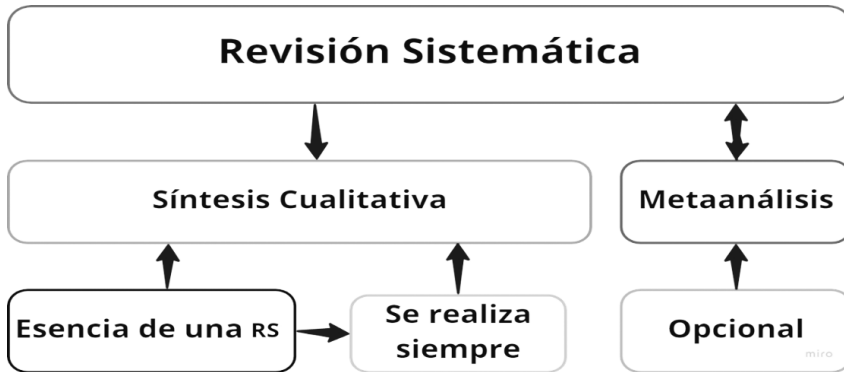 Revisión Sistemática
Síntesis Cualitativa
Metaanálisis
Esencia de una RS
Se realiza
siempre
Opcional
miro